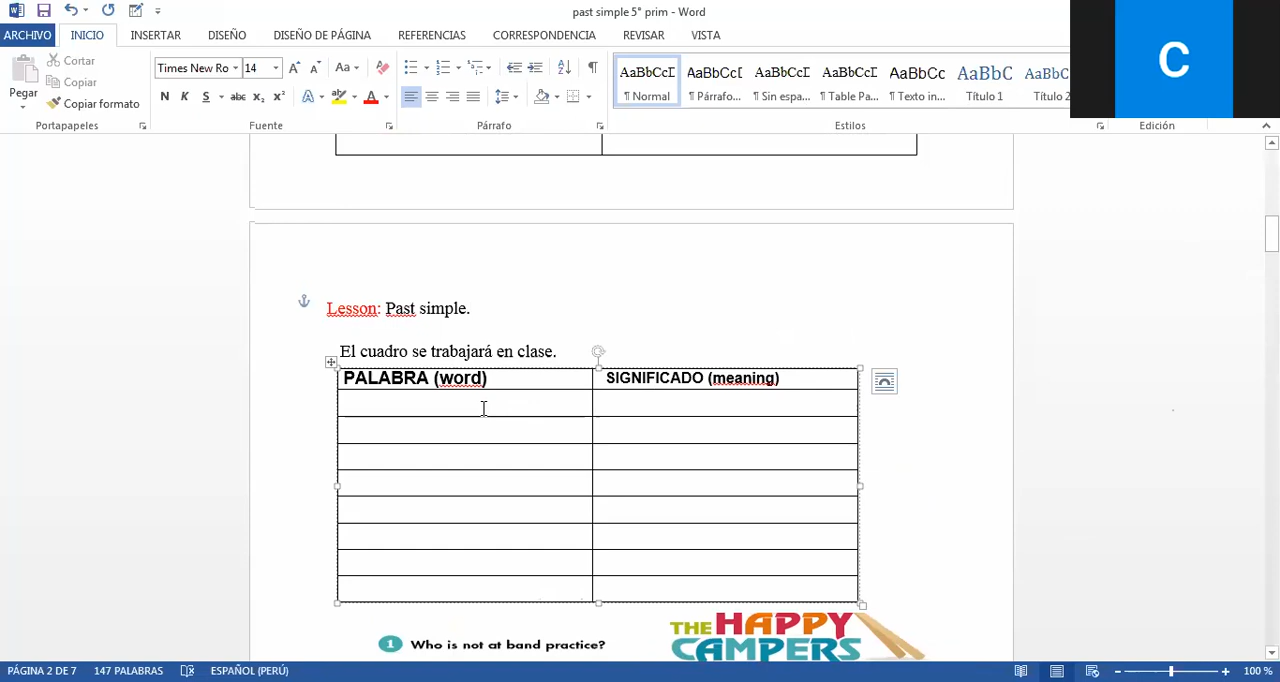 past simple 5° prim - Word
ARCHIVO INICIO INSERTAR DISEÑO DISEÑO DE PÁGINA REFERENCIAS CORRESPONDENCIA REVISAR VISTA
Pegar
Cortar
Copiar
Copiar formato
Portapapeles
Times New Ro 14
Aa
N K S abc x₂ x²
A A
Fuente
Párrafo
AaBbCcI AaBbCcI AaBbCcI AaBbCcI AaBbCc AaBbC AaBbC
¶ Normal ¶ Párrafo... ¶ Sin espa... ¶ Table Pa... ¶ Texto in... Título 1 Título 2
Estilos
Edición
C
Lesson: Past simple.
El cuadro se trabajará en clase.
PALABRA (word) SIGNIFICADO (meaning)
THE HAPPY
CAMPERS
1 Who is not at band practice?
PÁGINA 2 DE 7 147 PALABRAS ESPAÑOL (PERÚ) 100 %